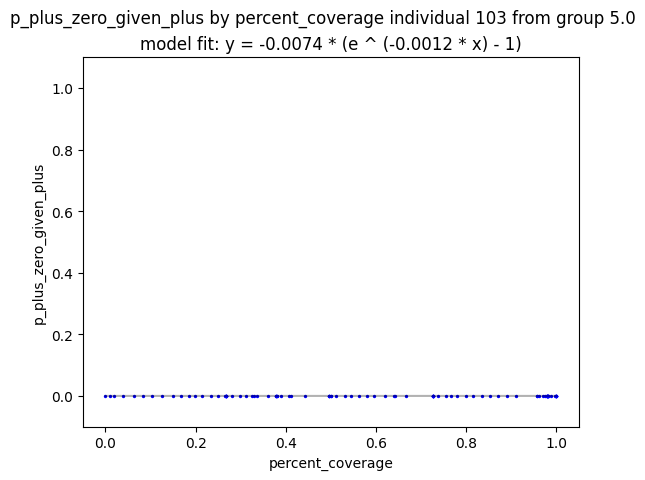 p_plus_zero_given_plus by percent_coverage individual 103 from group 5.0
model fit: y = -0.0074 * (e ^ (-0.0012 * x) - 1)
1.0
0.8
0.6
0.4
0.2
0.0
p_plus_zero_given_plus
0.0 0.2 0.4 0.6 0.8 1.0
percent_coverage